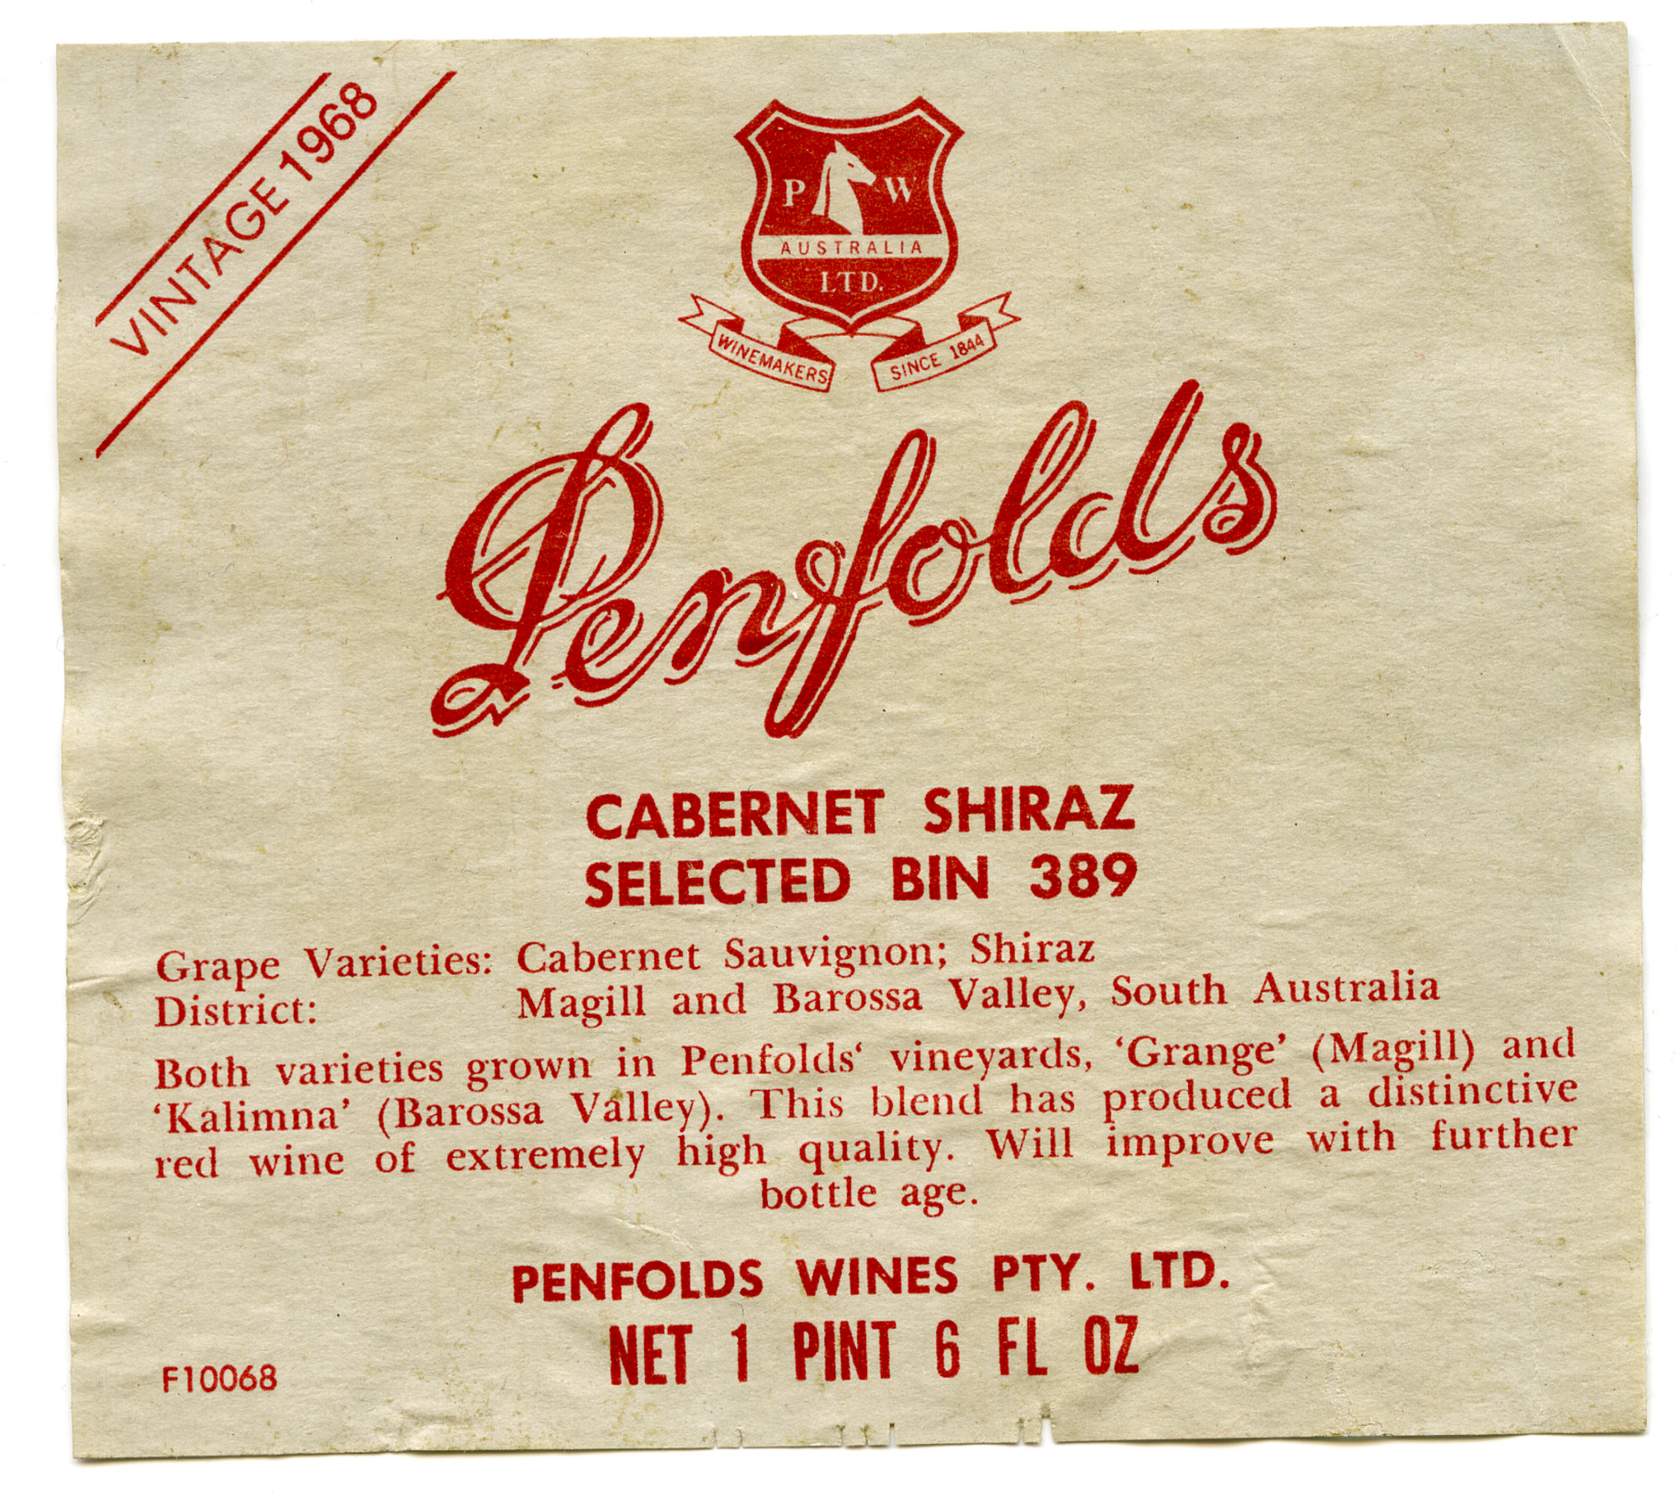 VINTAGE 1968
P W
AUSTRALIA
LTD.
WINEMAKERS SINCE 1844
Penfolds
CABERNET SHIRAZ
SELECTED BIN 389
Grape Varieties: Cabernet Sauvignon; Shiraz
District: Magill and Barossa Valley, South Australia
Both varieties grown in Penfolds‘ vineyards, ‘Grange’ (Magill) and
‘Kalimna’ (Barossa Valley). This blend has produced a distinctive
red wine of extremely high quality. Will improve with further
bottle age.
PENFOLDS WINES PTY. LTD.
NET 1 PINT 6 FL OZ
F10068